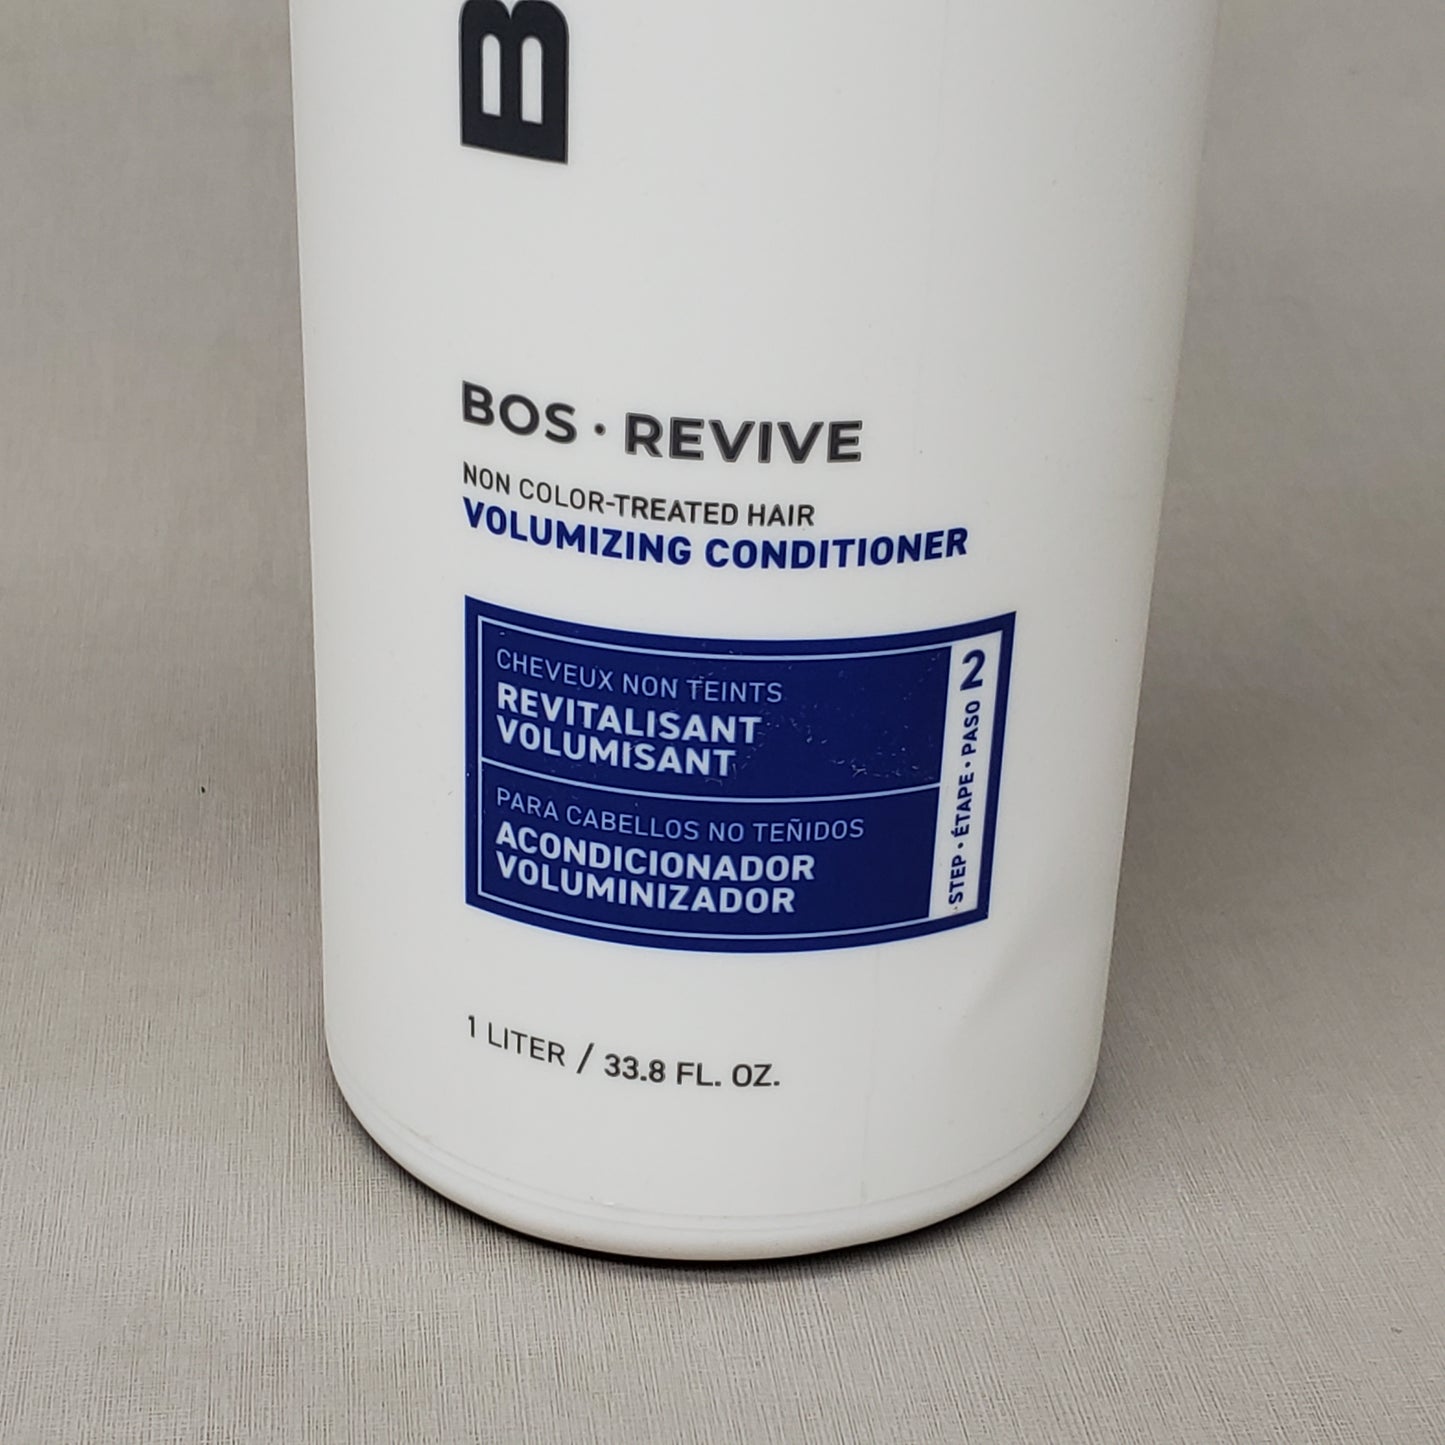 B
BOS · REVIVE
NON COLOR-TREATED HAIR
VOLUMIZING CONDITIONER
CHEVEUX NON TEINTS
REVITALISANT
VOLUMISANT
PARA CABELLOS NO TEÑIDOS
ACONDICIONADOR
VOLUMINIZADOR
STEP · ÉTAPE · PASO 2
1 LITER / 33.8 FL. OZ.